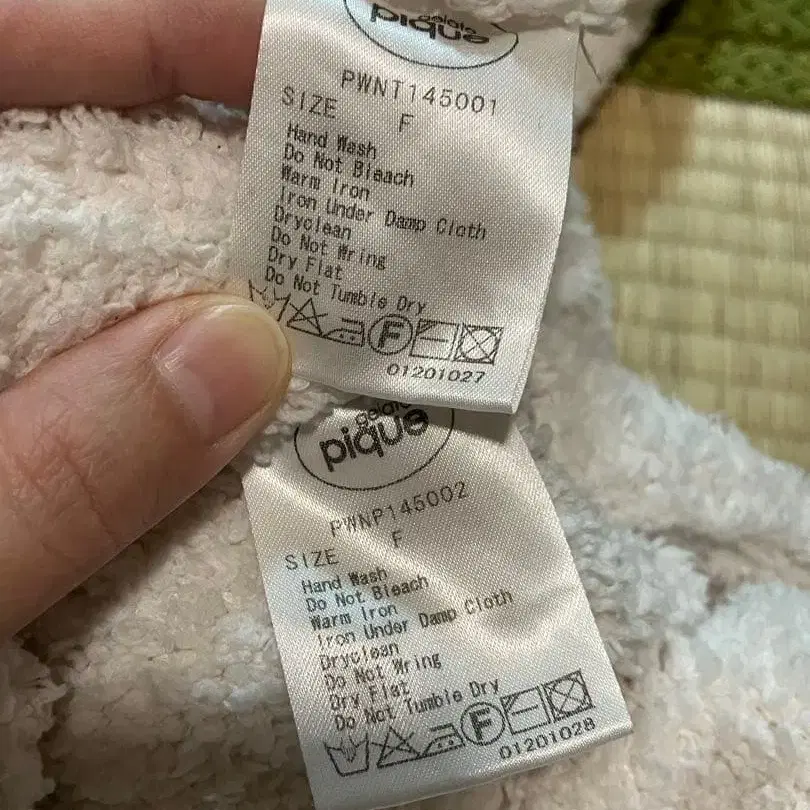 gelato
pique
PWNT145001
SIZE F
Hand Wash
Do Not Bleach
Warm Iron
Iron Under Damp Cloth
Dryclean
Do Not Wring
Dry Flat
Do Not Tumble Dry
F
01201027
gelato
pique
PWNP145002
SIZE F
Hand Wash
Do Not Bleach
Warm Iron
Iron Under Damp Cloth
Dryclean
Do Not Wring
Dry Flat
Do Not Tumble Dry
F
01201028